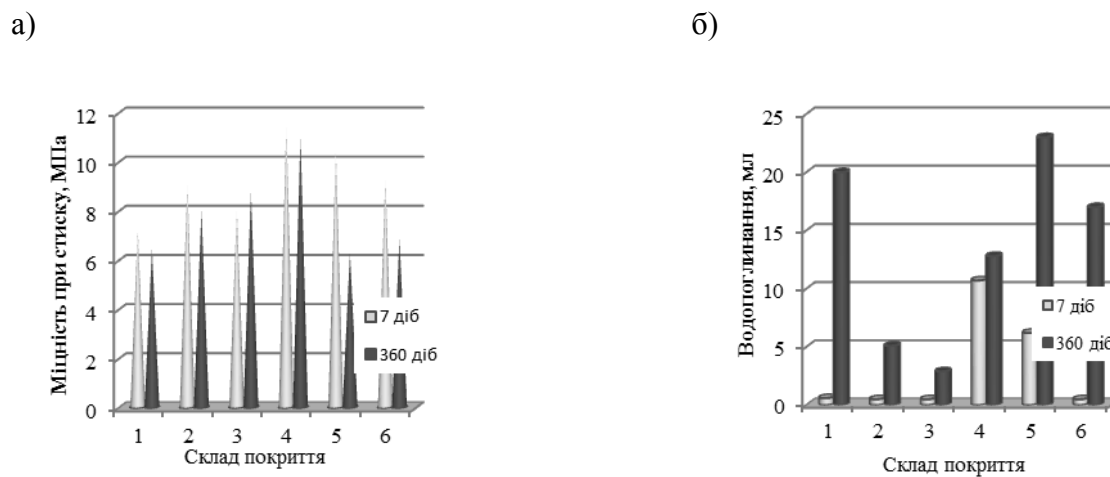 а)
б)
Міцність при стиску, МПа
12
10
8
6
4
2
0
1 2 3 4 5 6
Склад покриття
7 діб
360 діб
Водопоглинання, мл
25
20
15
10
5
0
1 2 3 4 5 6
Склад покриття
7 діб
360 діб